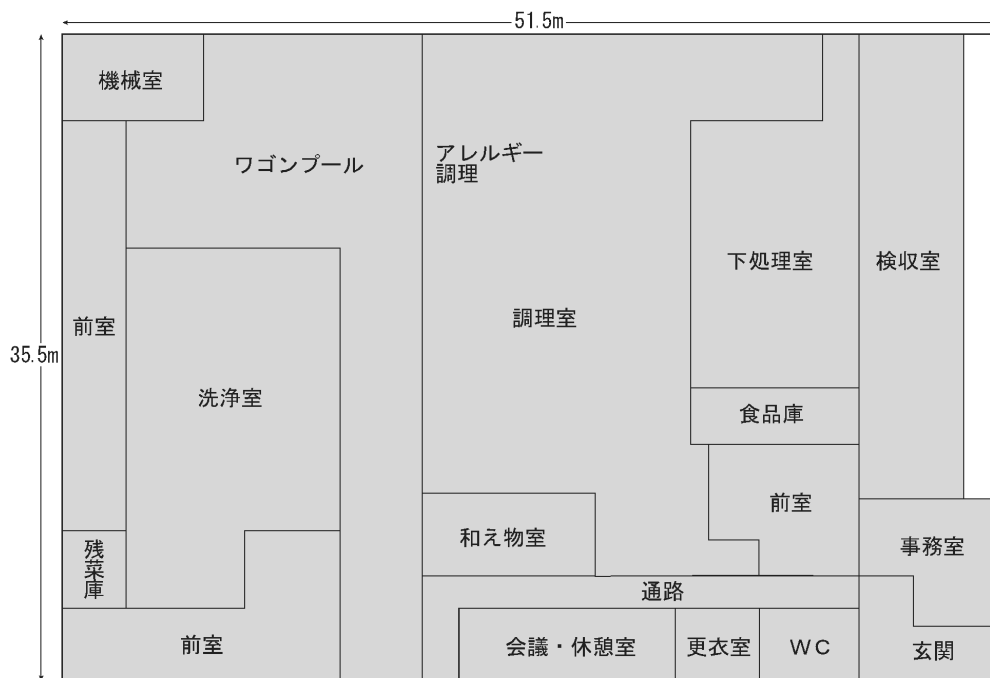 51.5m
35.5m
機械室
ワゴンプール
アレルギー
調理
下処理室
検収室
前室
調理室
洗浄室
食品庫
前室
和え物室
事務室
残菜庫
通路
前室
会議・休憩室
更衣室
ＷＣ
玄関